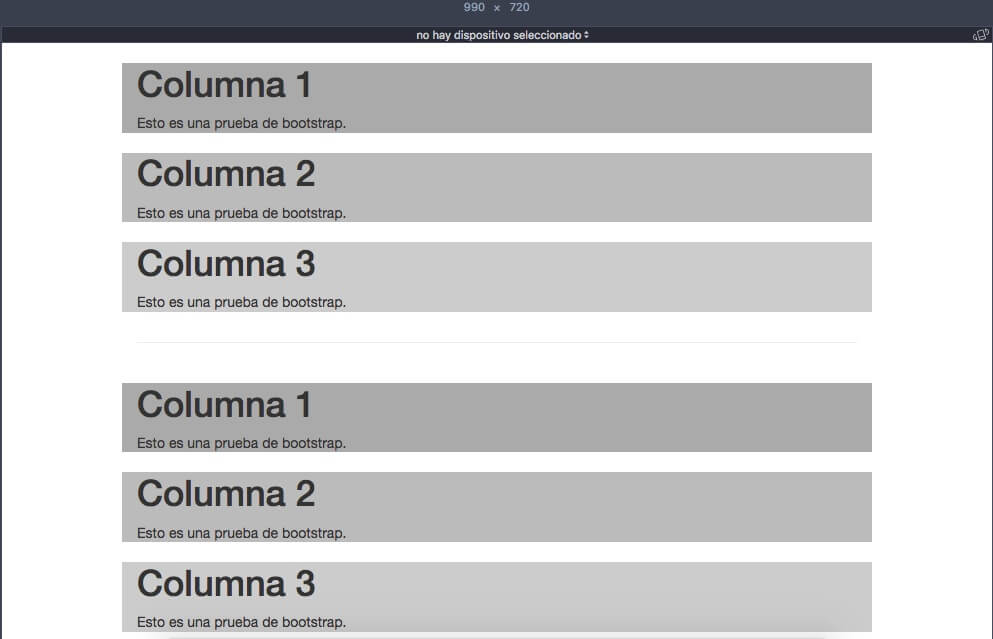 990 x 720
no hay dispositivo seleccionado
Columna 1
Esto es una prueba de bootstrap.
Columna 2
Esto es una prueba de bootstrap.
Columna 3
Esto es una prueba de bootstrap.
Columna 1
Esto es una prueba de bootstrap.
Columna 2
Esto es una prueba de bootstrap.
Columna 3
Esto es una prueba de bootstrap.